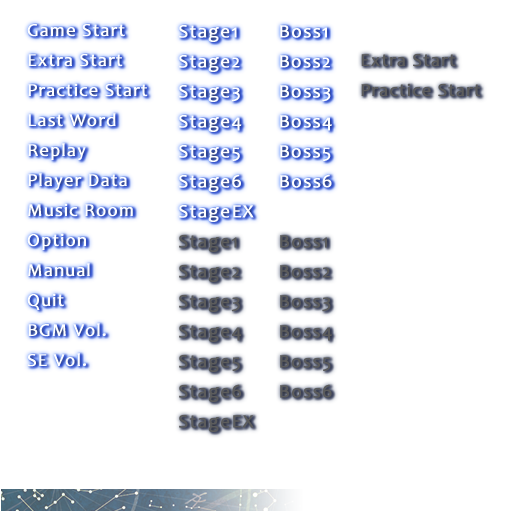 Game Start
Extra Start
Practice Start
Last Word
Replay
Player Data
Music Room
Option
Manual
Quit
BGM Vol.
SE Vol.
Stage1
Stage2
Stage3
Stage4
Stage5
Stage6
StageEX
Stage1
Stage2
Stage3
Stage4
Stage5
Stage6
StageEX
Boss1
Boss2
Boss3
Boss4
Boss5
Boss6
Boss1
Boss2
Boss3
Boss4
Boss5
Boss6
Extra Start
Practice Start